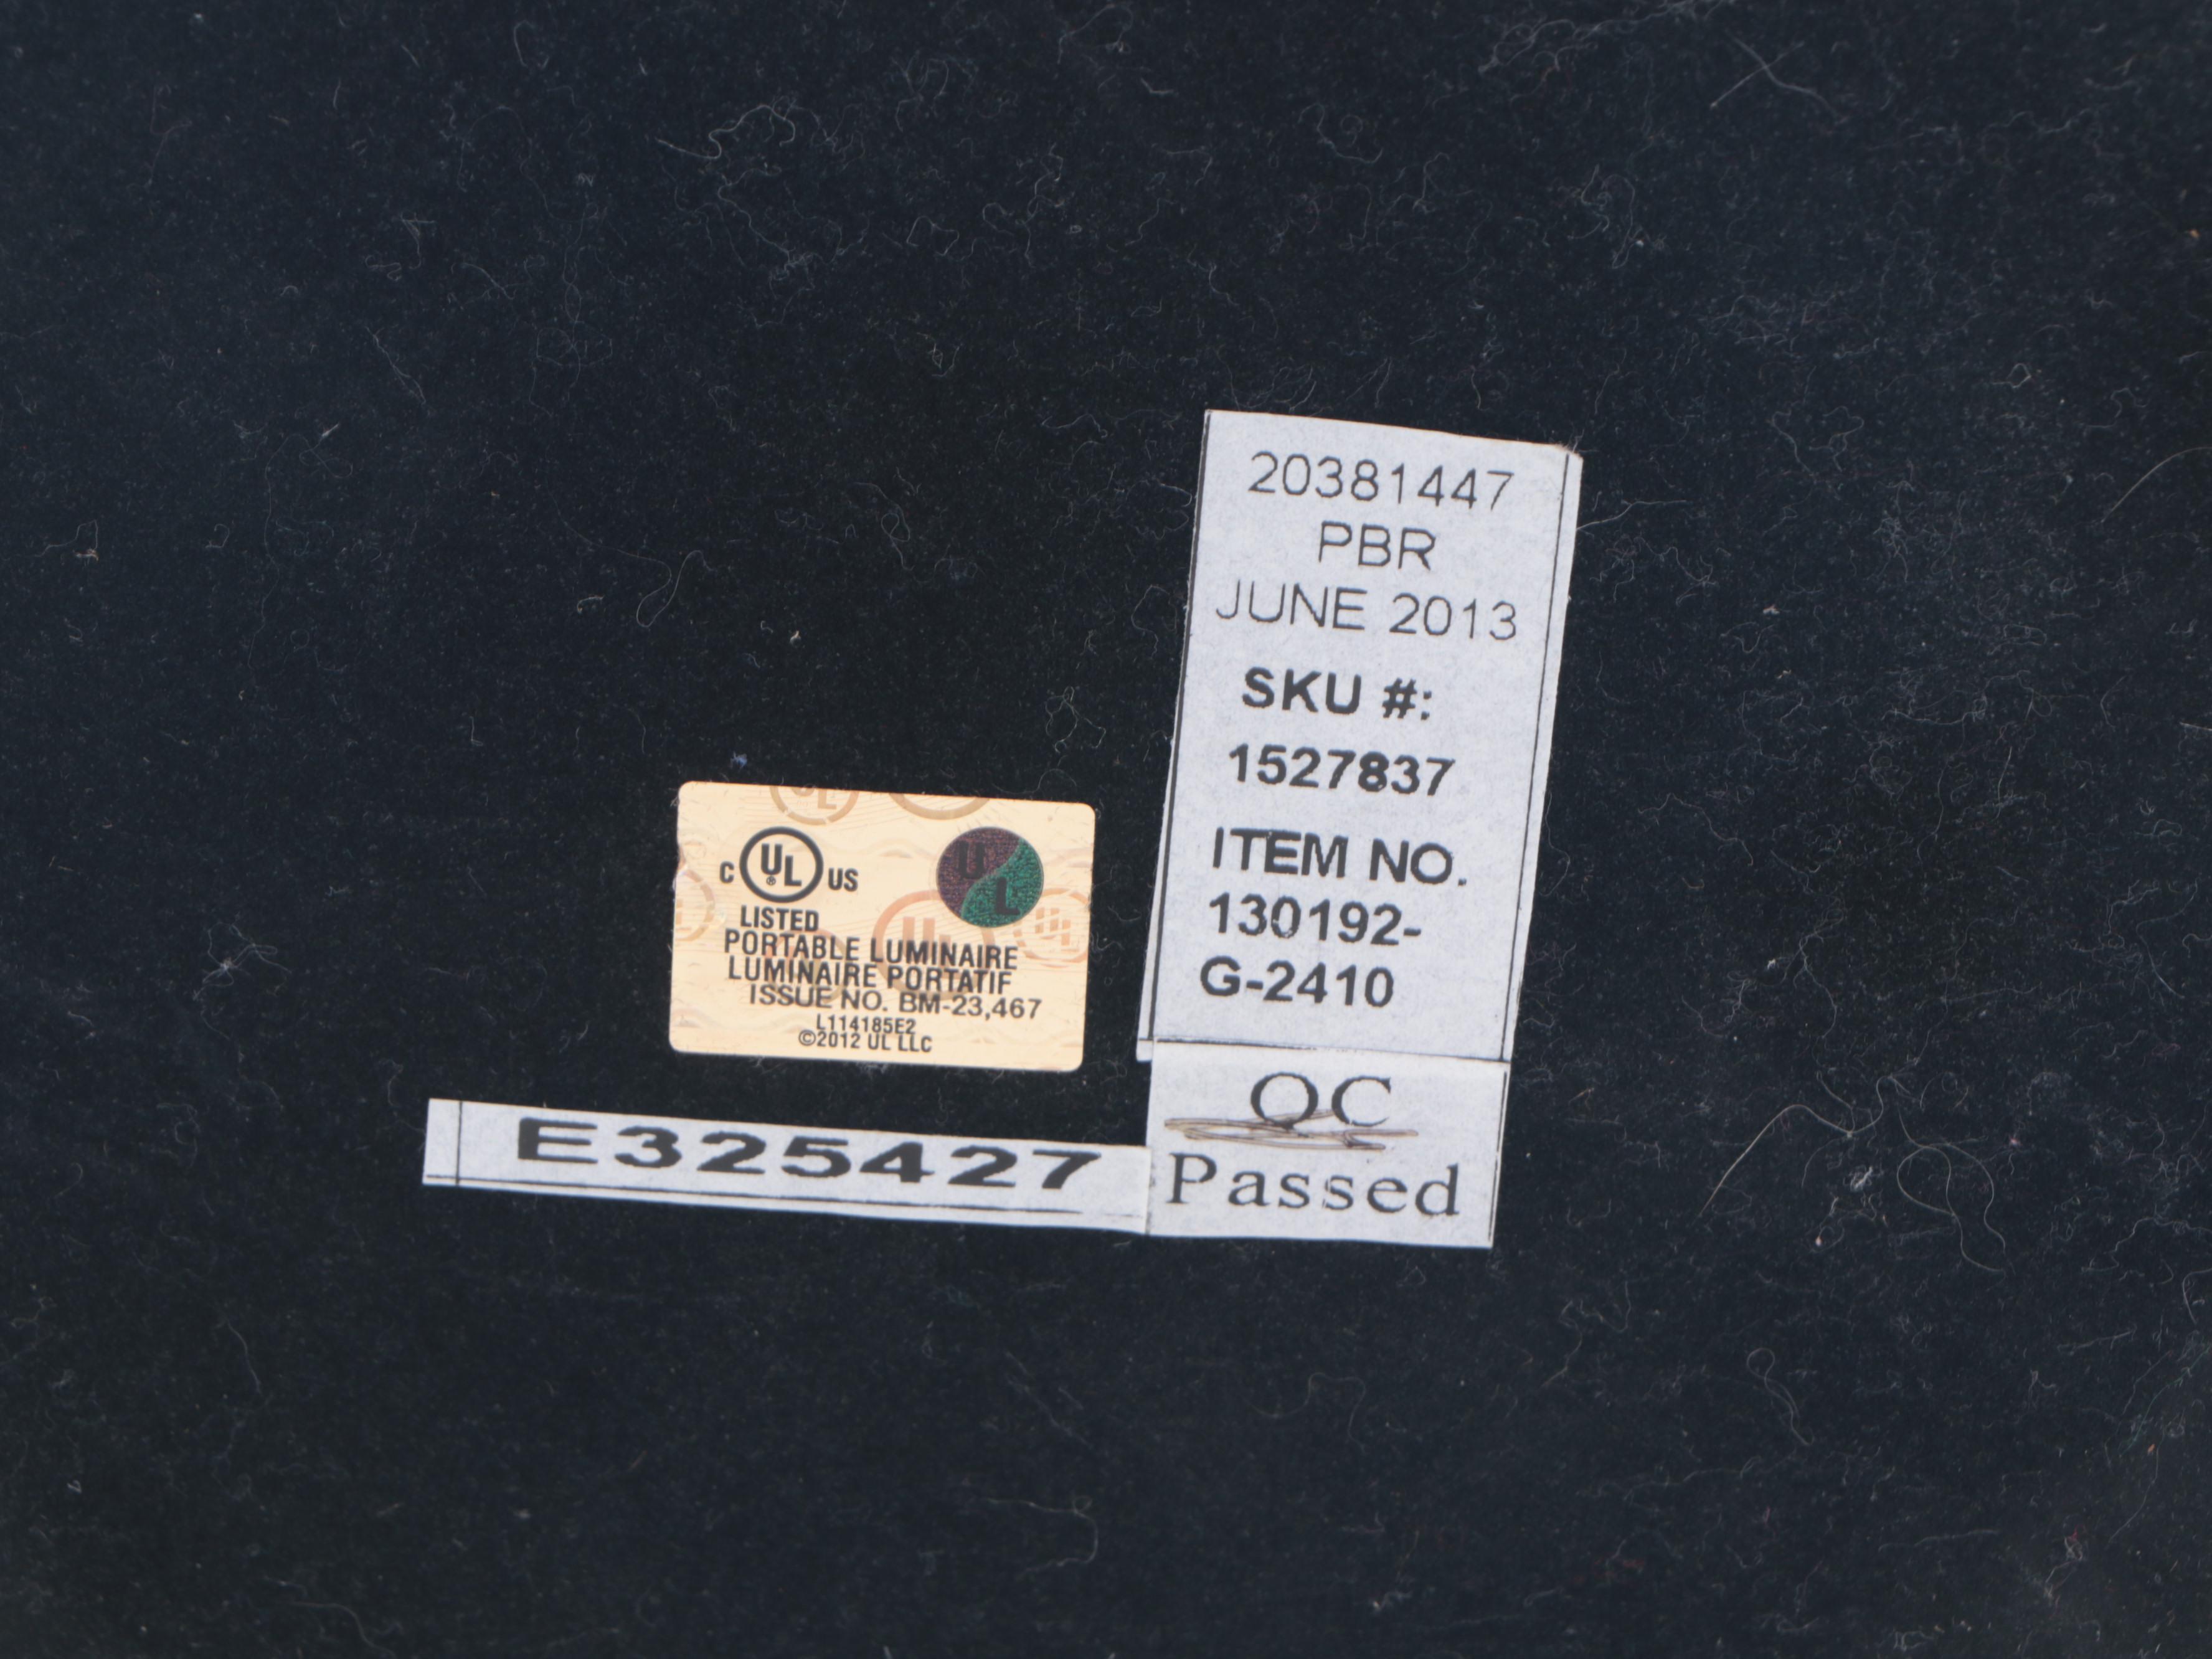 20381447
PBR
JUNE 2013
SKU #:
1527837
ITEM NO.
130192-
G-2410
C UL US
UL
LISTED
PORTABLE LUMINAIRE
LUMINAIRE PORTATIF
ISSUE NO. BM-23,467
L114185E2
©2012 UL LLC
E325427
QC
Passed